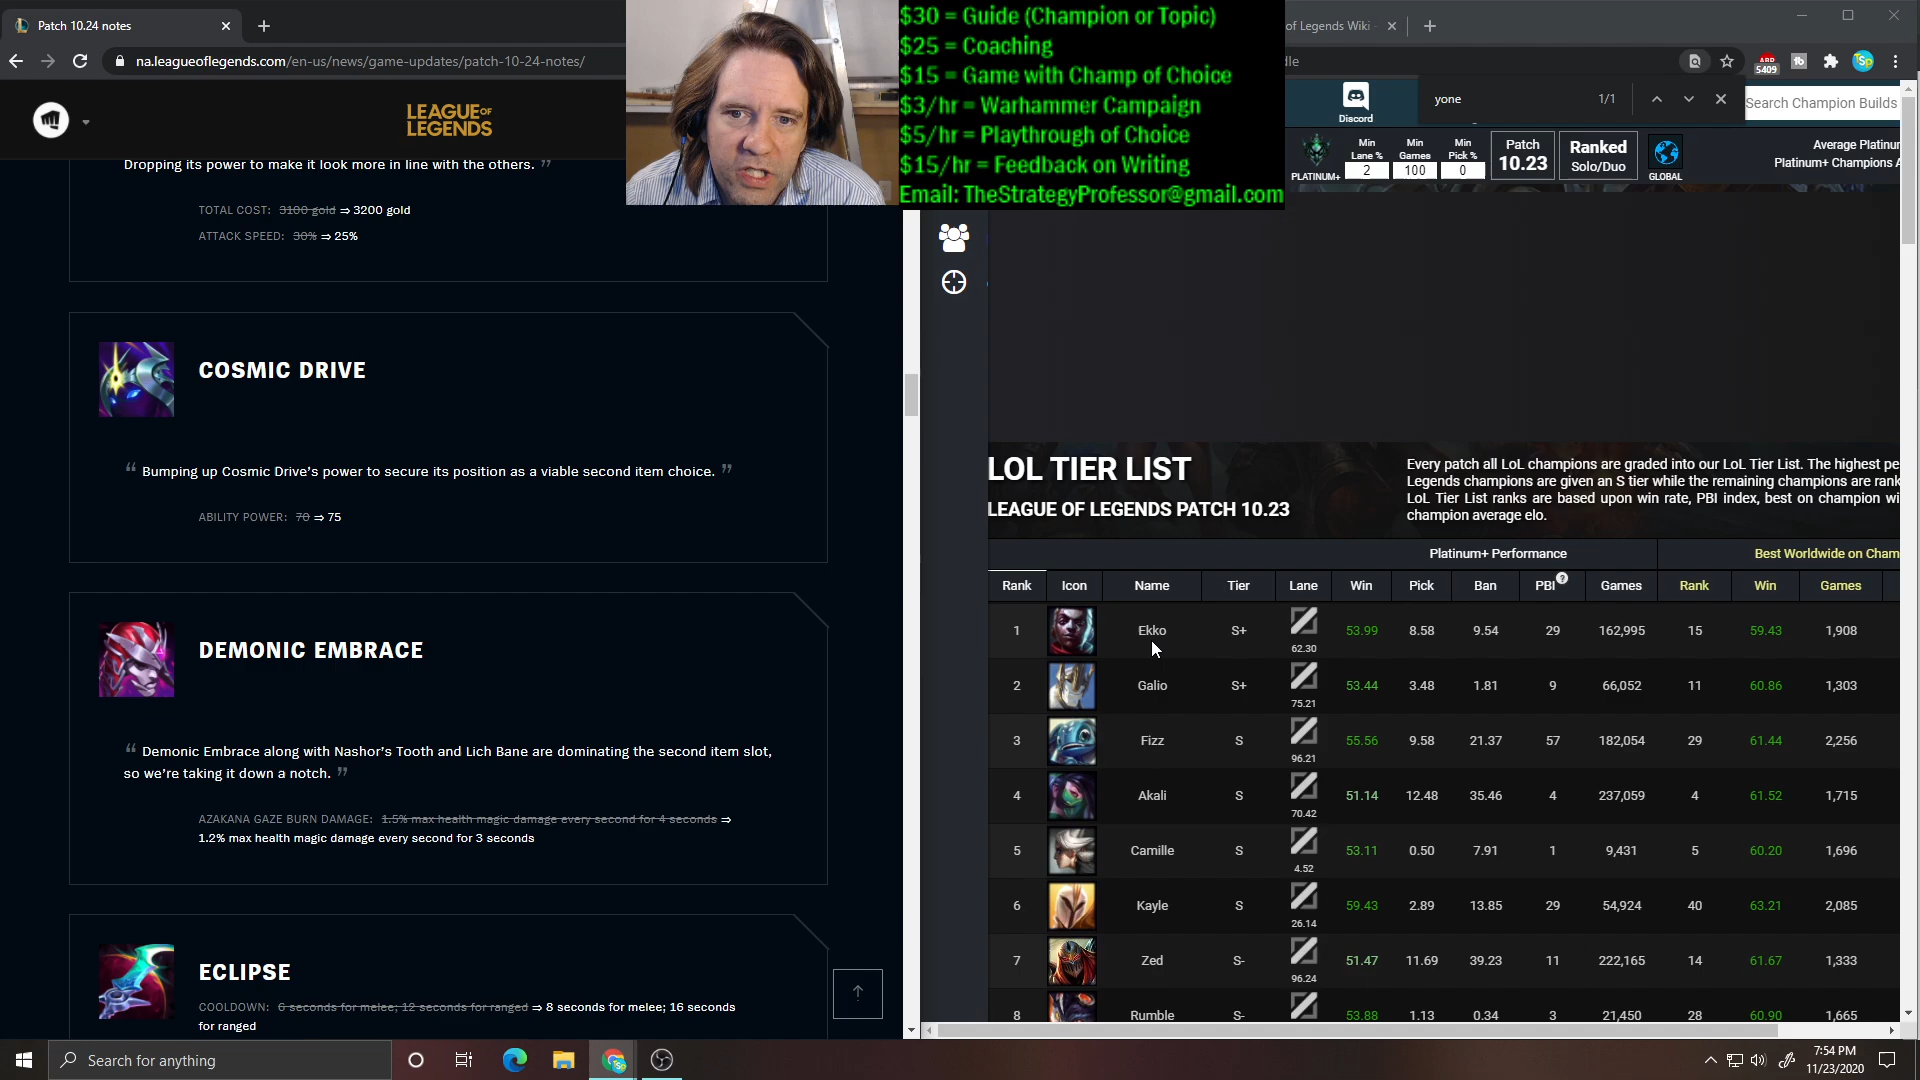 Patch 10.24 notes
na.leagueoflegends.com/en-us/news/game-updates/patch-10-24-notes/
LEAGUE OF
LEGENDS
Dropping its power to make it look more in line with the others. ”
TOTAL COST: 3100 gold ⇒ 3200 gold
ATTACK SPEED: 30% ⇒ 25%
COSMIC DRIVE
“ Bumping up Cosmic Drive's power to secure its position as a viable second item choice. ”
ABILITY POWER: 70 ⇒ 75
DEMONIC EMBRACE
“ Demonic Embrace along with Nashor's Tooth and Lich Bane are dominating the second item slot,
so we're taking it down a notch. ”
AZAKANA GAZE BURN DAMAGE: 1.5% max health magic damage every second for 4 seconds ⇒
1.2% max health magic damage every second for 3 seconds
ECLIPSE
COOLDOWN: 6 seconds for melee; 12 seconds for ranged ⇒ 8 seconds for melee; 16 seconds
for ranged
$30 = Guide (Champion or Topic)
$25 = Coaching
$15 = Game with Champ of Choice
$3/hr = Warhammer Campaign
$5/hr = Playthrough of Choice
$15/hr = Feedback on Writing
Email: TheStrategyProfessor@gmail.com
of Legends Wiki
dle
ABP
5409
tb
TSp
Discord
yone 1/1
Search Champion Builds
PLATINUM+
Min Lane % 2
Min Games 100
Min Pick % 0
Patch 10.23
Ranked Solo/Duo
GLOBAL
Average Platinum
Platinum+ Champions A
LOL TIER LIST
LEAGUE OF LEGENDS PATCH 10.23
Every patch all LoL champions are graded into our LoL Tier List. The highest pe
Legends champions are given an S tier while the remaining champions are rank
LoL Tier List ranks are based upon win rate, PBI index, best on champion wi
champion average elo.
Platinum+ Performance Best Worldwide on Cham
Rank Icon Name Tier Lane Win Pick Ban PBI ? Games Rank Win Games
1 Ekko S+ 62.30 53.99 8.58 9.54 29 162,995 15 59.43 1,908
2 Galio S+ 75.21 53.44 3.48 1.81 9 66,052 11 60.86 1,303
3 Fizz S 96.21 55.56 9.58 21.37 57 182,054 29 61.44 2,256
4 Akali S 70.42 51.14 12.48 35.46 4 237,059 4 61.52 1,715
5 Camille S 4.52 53.11 0.50 7.91 1 9,431 5 60.20 1,696
6 Kayle S 26.14 59.43 2.89 13.85 29 54,924 40 63.21 2,085
7 Zed S- 96.24 51.47 11.69 39.23 11 222,165 14 61.67 1,333
8 Rumble S- 53.88 1.13 0.34 3 21,450 28 60.90 1,665
Search for anything
7:54 PM
11/23/2020